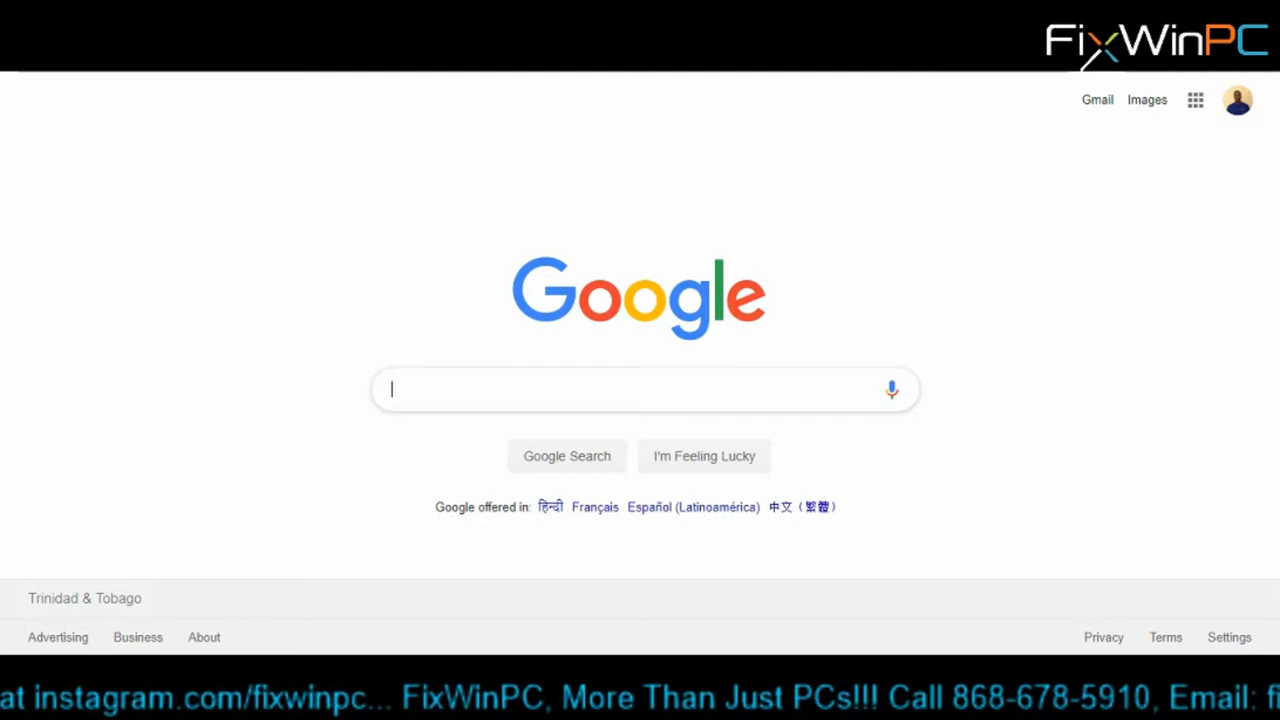 FixWinPC
Gmail Images
Google
Google Search I'm Feeling Lucky
Google offered in: हिन्दी Français Español (Latinoamérica) 中文（繁體）
Trinidad & Tobago
Advertising Business About Privacy Terms Settings
at instagram.com/fixwinpc... FixWinPC, More Than Just PCs!!! Call 868-678-5910, Email: fi